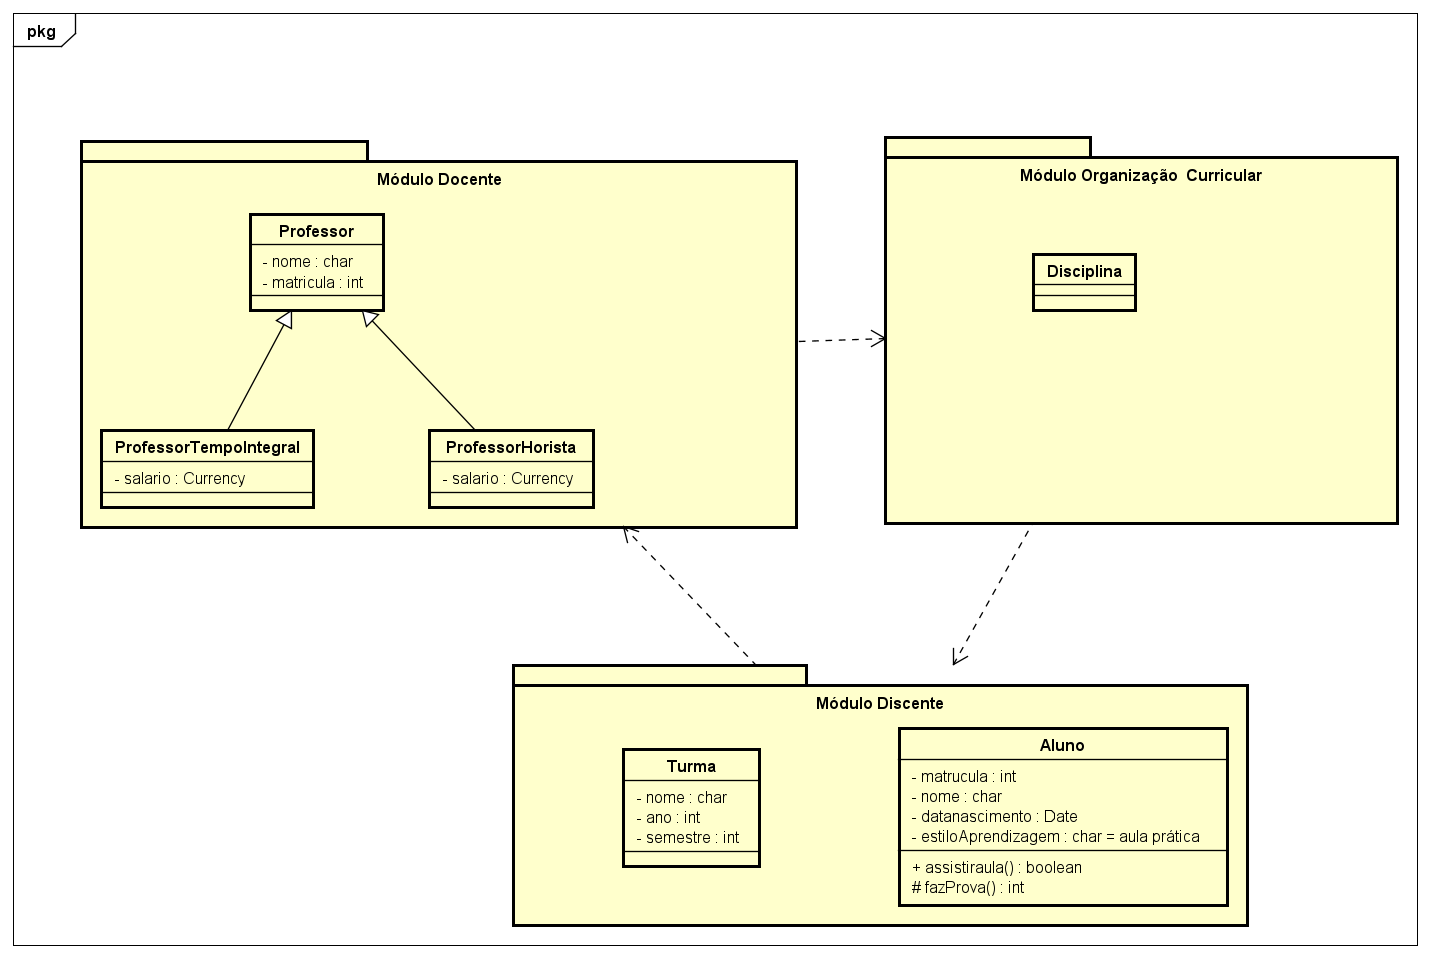 pkg
Módulo Docente
Professor
- nome : char
- matricula : int
ProfessorTempoIntegral
- salario : Currency
ProfessorHorista
- salario : Currency
Módulo Organização  Curricular
Disciplina
Módulo Discente
Turma
- nome : char
- ano : int
- semestre : int
Aluno
- matrucula : int
- nome : char
- datanascimento : Date
- estiloAprendizagem : char = aula prática
+ assistiraula() : boolean
# fazProva() : int